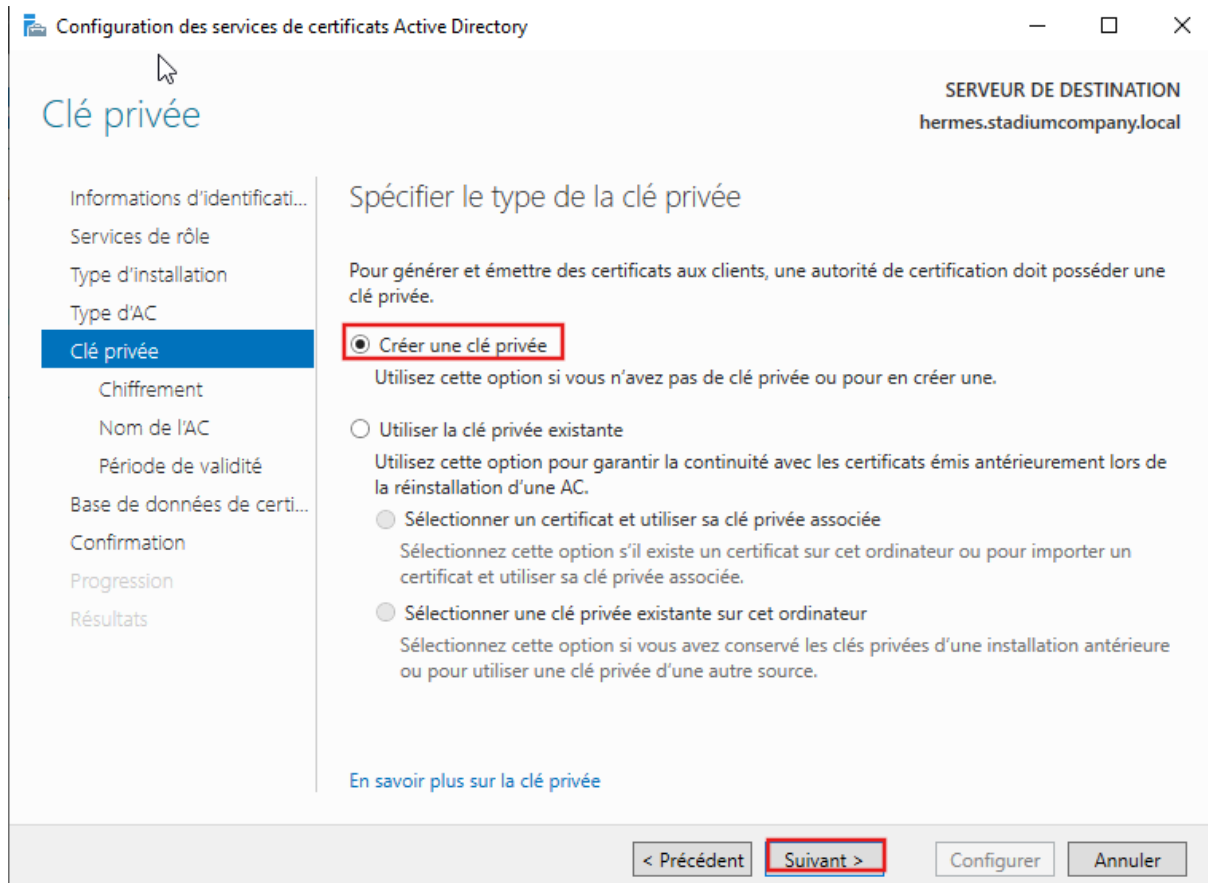 Configuration des services de certificats Active Directory
Clé privée
SERVEUR DE DESTINATION
hermes.stadiumcompany.local
Informations d'identificati...
Services de rôle
Type d'installation
Type d'AC
Clé privée
Chiffrement
Nom de l'AC
Période de validité
Base de données de certi...
Confirmation
Progression
Résultats
Spécifier le type de la clé privée
Pour générer et émettre des certificats aux clients, une autorité de certification doit posséder une
clé privée.
Créer une clé privée
Utilisez cette option si vous n'avez pas de clé privée ou pour en créer une.
Utiliser la clé privée existante
Utilisez cette option pour garantir la continuité avec les certificats émis antérieurement lors de
la réinstallation d'une AC.
Sélectionner un certificat et utiliser sa clé privée associée
Sélectionnez cette option s'il existe un certificat sur cet ordinateur ou pour importer un
certificat et utiliser sa clé privée associée.
Sélectionner une clé privée existante sur cet ordinateur
Sélectionnez cette option si vous avez conservé les clés privées d'une installation antérieure
ou pour utiliser une clé privée d'une autre source.
En savoir plus sur la clé privée
< Précédent
Suivant >
Configurer
Annuler